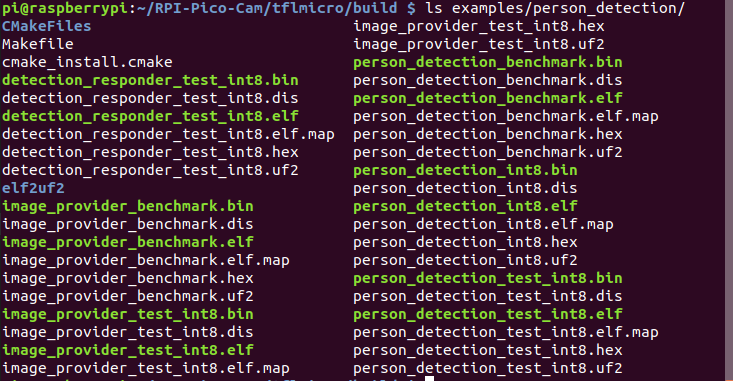 pi@raspberrypi:~/RPI-Pico-Cam/tflmicro/build $ ls examples/person_detection/
CMakeFiles image_provider_test_int8.hex
Makefile image_provider_test_int8.uf2
cmake_install.cmake person_detection_benchmark.bin
detection_responder_test_int8.bin person_detection_benchmark.dis
detection_responder_test_int8.dis person_detection_benchmark.elf
detection_responder_test_int8.elf person_detection_benchmark.elf.map
detection_responder_test_int8.elf.map person_detection_benchmark.hex
detection_responder_test_int8.hex person_detection_benchmark.uf2
detection_responder_test_int8.uf2 person_detection_int8.bin
elf2uf2 person_detection_int8.dis
image_provider_benchmark.bin person_detection_int8.elf
image_provider_benchmark.dis person_detection_int8.elf.map
image_provider_benchmark.elf person_detection_int8.hex
image_provider_benchmark.elf.map person_detection_int8.uf2
image_provider_benchmark.hex person_detection_test_int8.bin
image_provider_benchmark.uf2 person_detection_test_int8.dis
image_provider_test_int8.bin person_detection_test_int8.elf
image_provider_test_int8.dis person_detection_test_int8.elf.map
image_provider_test_int8.elf person_detection_test_int8.hex
image_provider_test_int8.elf.map person_detection_test_int8.uf2